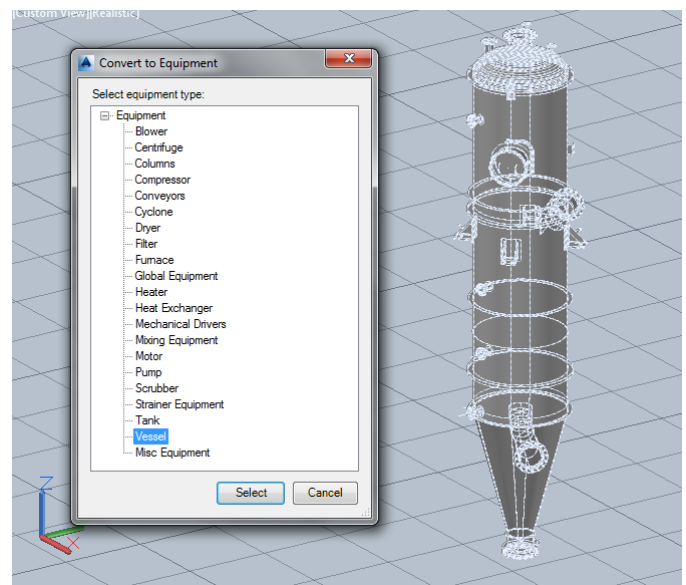 [Custom View][Realistic]
Convert to Equipment
Select equipment type:
Equipment
Blower
Centrifuge
Columns
Compressor
Conveyors
Cyclone
Dryer
Filter
Furnace
Global Equipment
Heater
Heat Exchanger
Mechanical Drivers
Mixing Equipment
Motor
Pump
Scrubber
Strainer Equipment
Tank
Vessel
Misc Equipment
Select
Cancel
Z
X